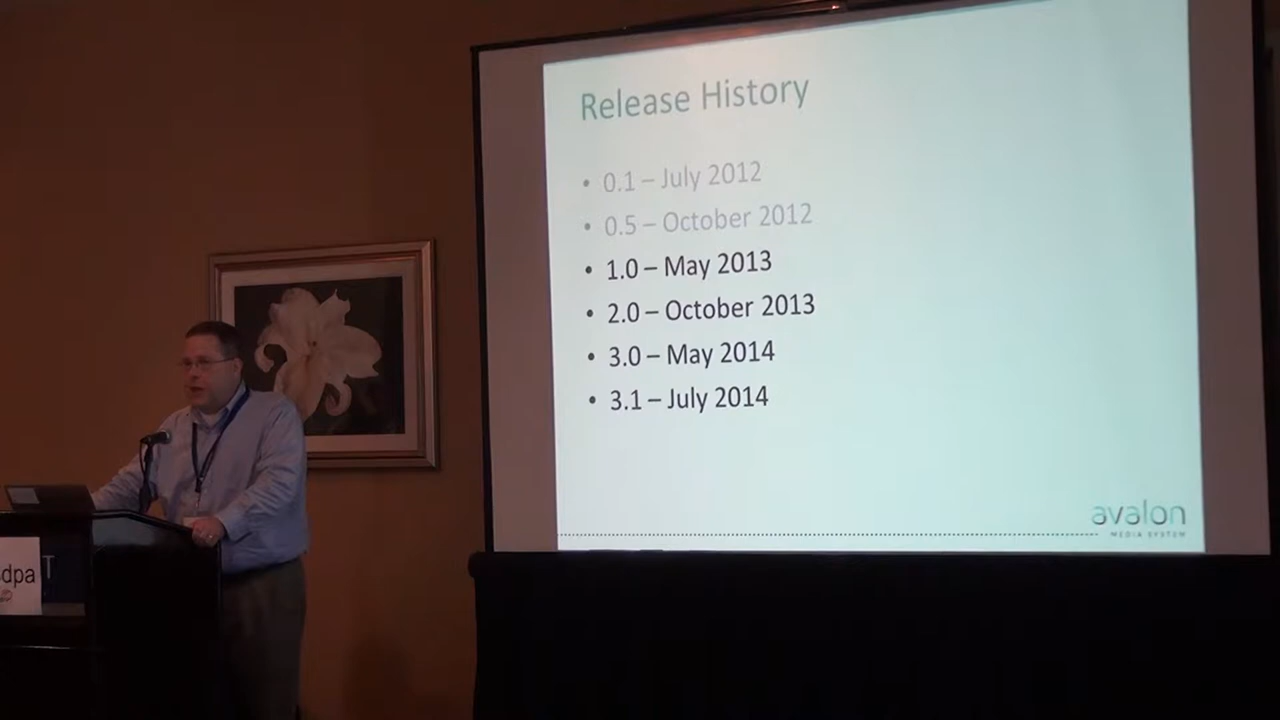 Release History
• 0.1 – July 2012
• 0.5 – October 2012
• 1.0 – May 2013
• 2.0 – October 2013
• 3.0 – May 2014
• 3.1 – July 2014
avalon
MEDIA SYSTEM
dpa
T